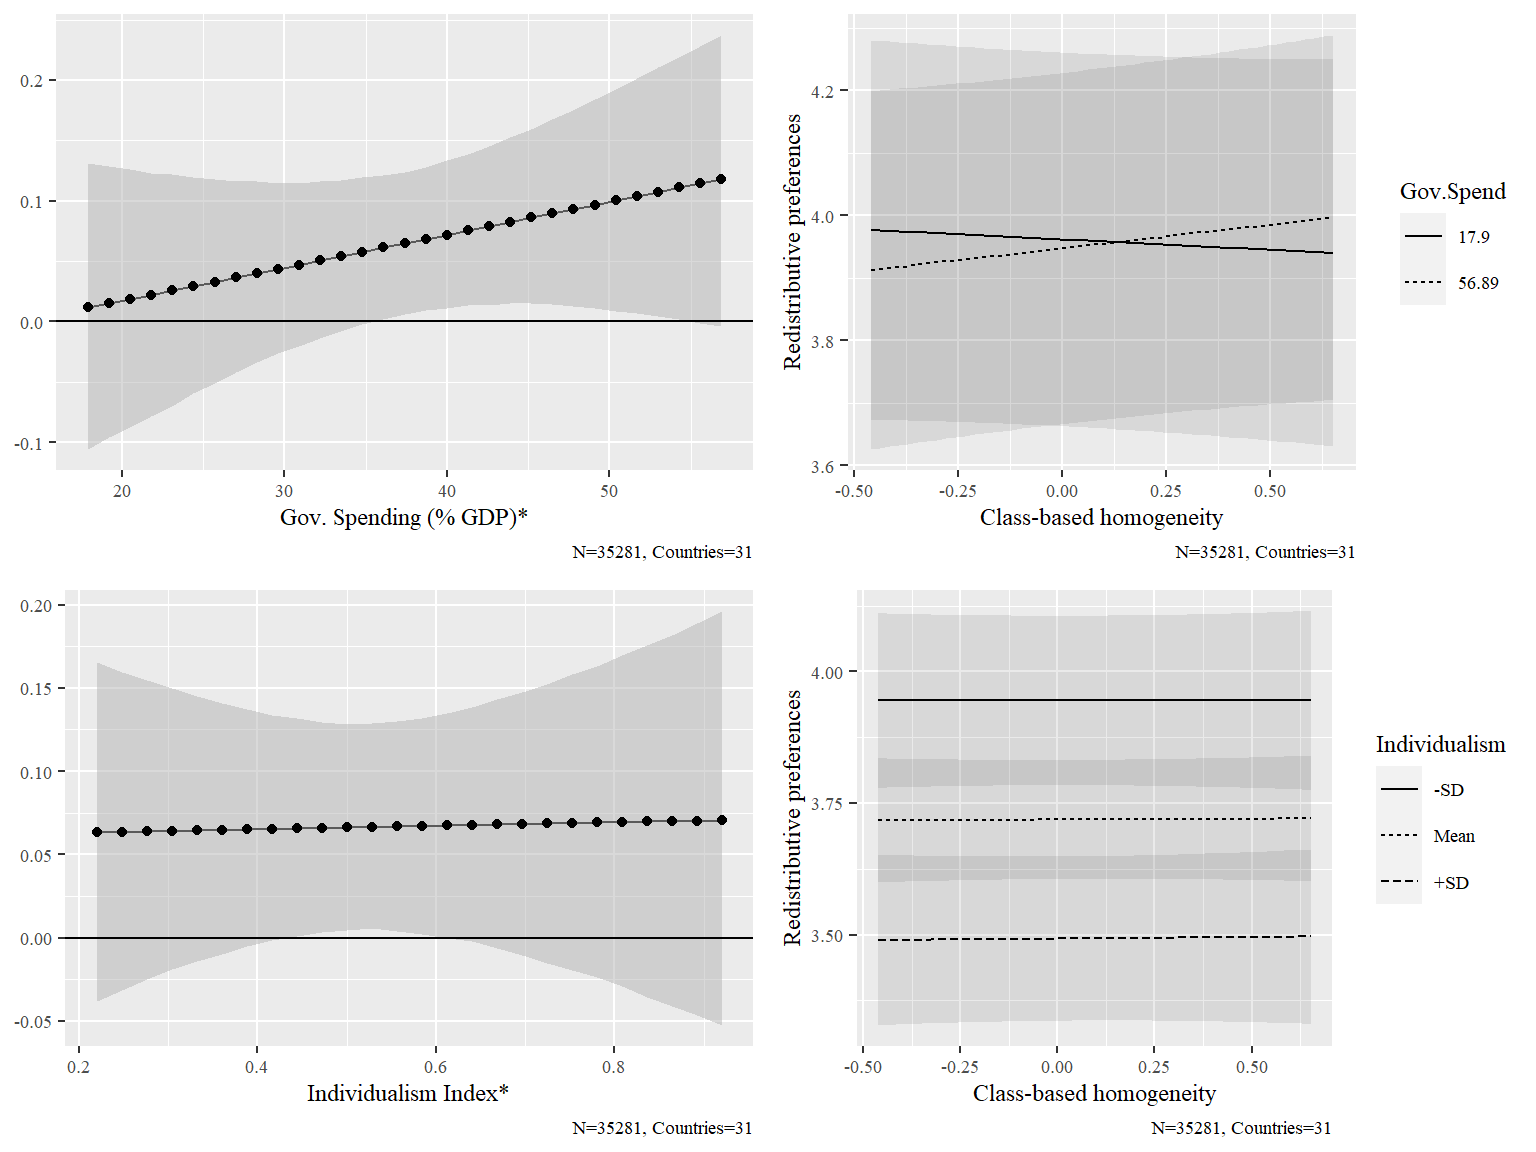 0.2
0.1
0.0
-0.1
20 30 40 50
Gov. Spending (% GDP)*
N=35281, Countries=31
Redistributive preferences
4.2
4.0
3.8
3.6
-0.50 -0.25 0.00 0.25 0.50
Class-based homogeneity
N=35281, Countries=31
Gov.Spend
17.9
56.89
0.20
0.15
0.10
0.05
0.00
-0.05
0.2 0.4 0.6 0.8
Individualism Index*
N=35281, Countries=31
Redistributive preferences
4.00
3.75
3.50
-0.50 -0.25 0.00 0.25 0.50
Class-based homogeneity
N=35281, Countries=31
Individualism
-SD
Mean
+SD